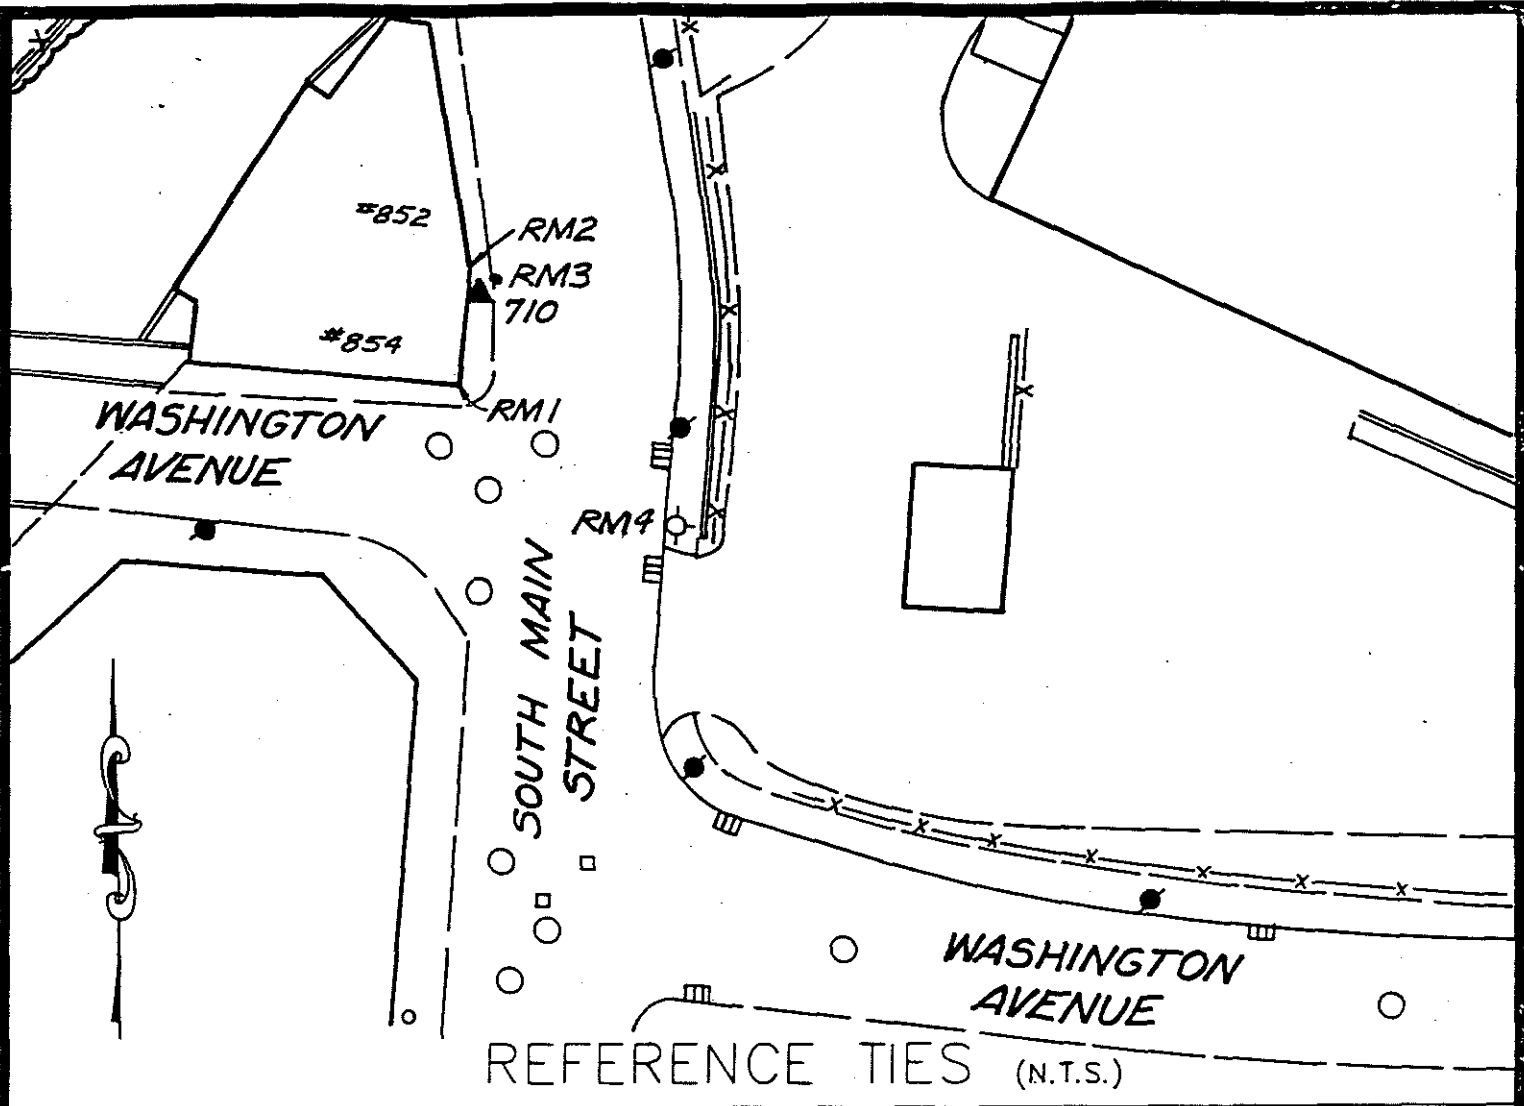 #852
RM2
RM3
710
#854
RM1
WASHINGTON
AVENUE
RM4
SOUTH MAIN
STREET
WASHINGTON
AVENUE
REFERENCE TIES (N.T.S.)